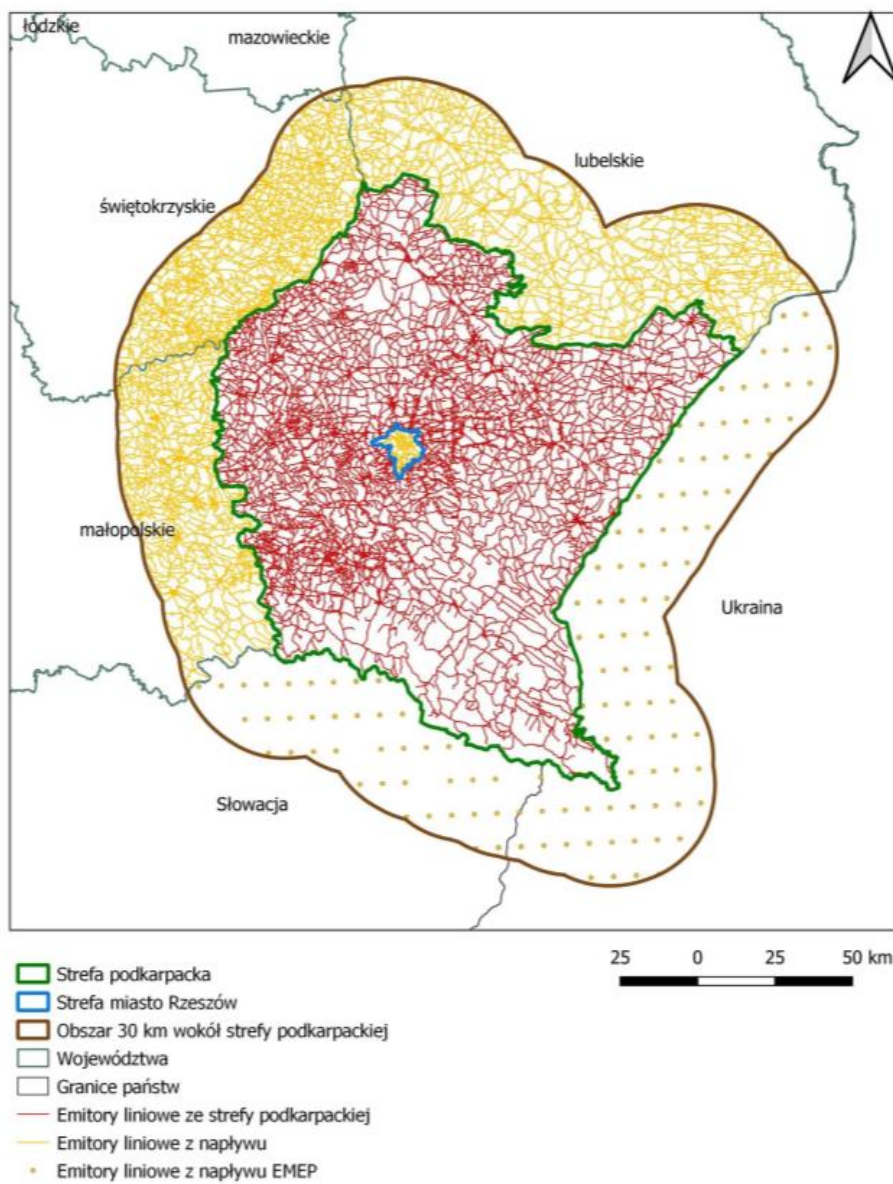 łódzkie
mazowieckie
lubelskie
świętokrzyskie
małopolskie
Ukraina
Słowacja
25 0 25 50 km
Strefa podkarpacka
Strefa miasto Rzeszów
Obszar 30 km wokół strefy podkarpackiej
Województwa
Granice państw
Emitory liniowe ze strefy podkarpackiej
Emitory liniowe z napływu
Emitory liniowe z napływu EMEP